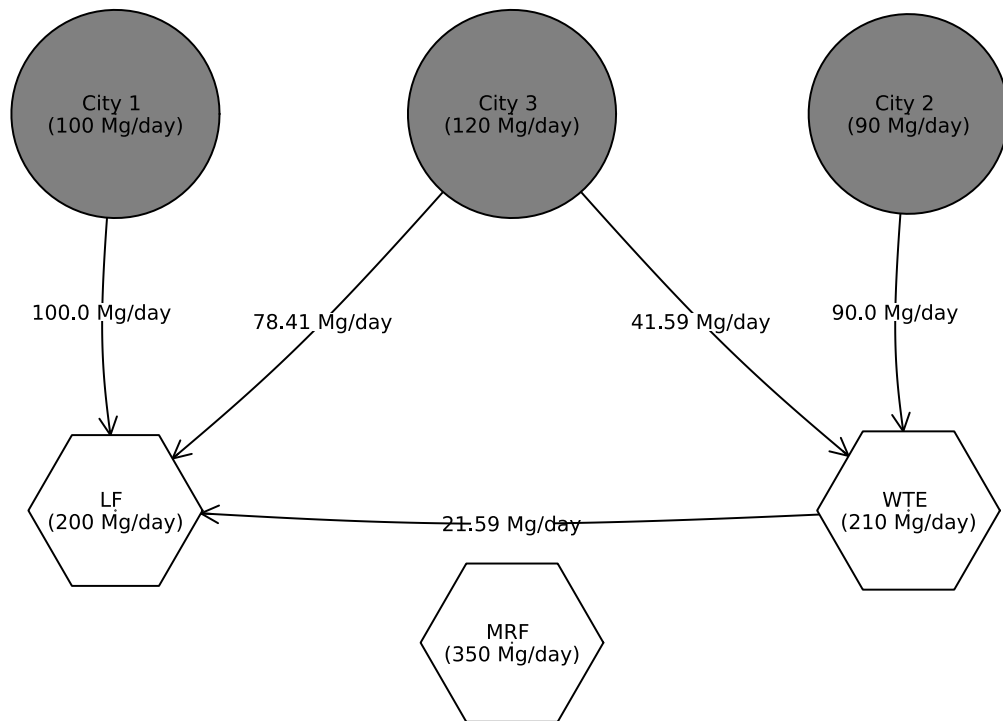 City 1
(100 Mg/day)
City 3
(120 Mg/day)
City 2
(90 Mg/day)
100.0 Mg/day
78.41 Mg/day
41.59 Mg/day
90.0 Mg/day
LF
(200 Mg/day)
WTE
(210 Mg/day)
21.59 Mg/day
MRF
(350 Mg/day)